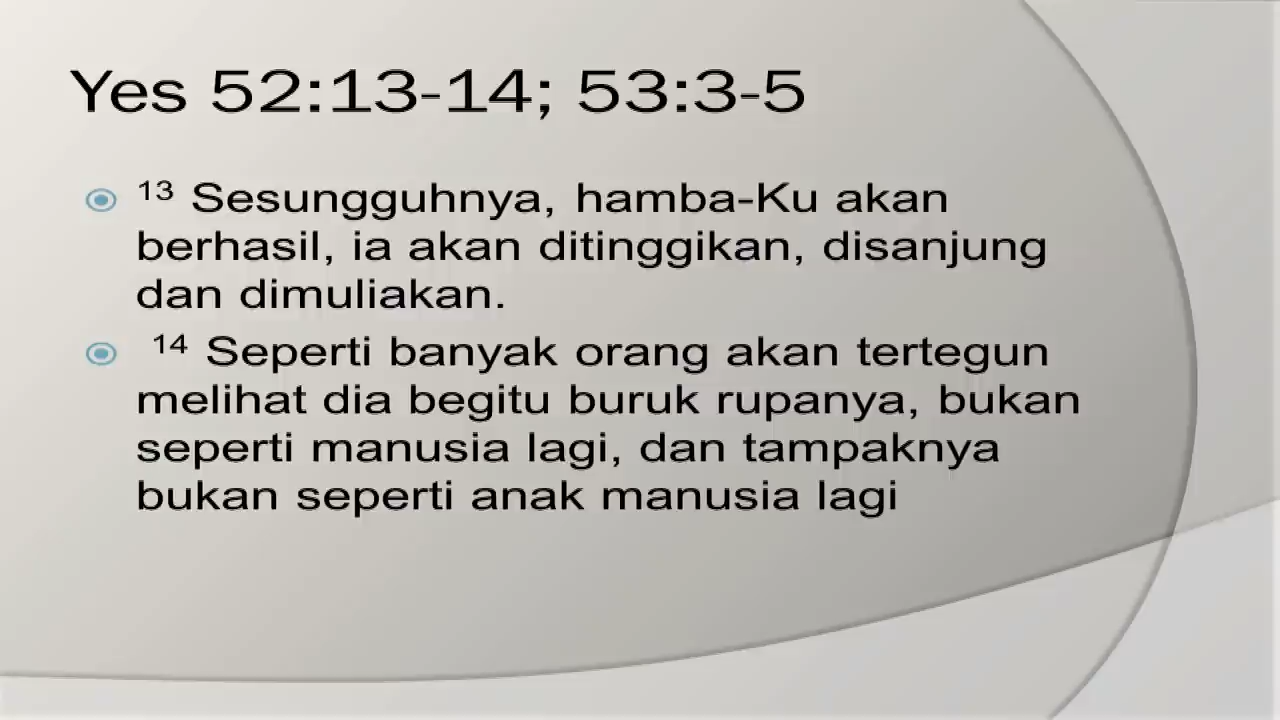 Yes 52:13-14; 53:3-5
13 Sesungguhnya, hamba-Ku akan
berhasil, ia akan ditinggikan, disanjung
dan dimuliakan.
14 Seperti banyak orang akan tertegun
melihat dia begitu buruk rupanya, bukan
seperti manusia lagi, dan tampaknya
bukan seperti anak manusia lagi